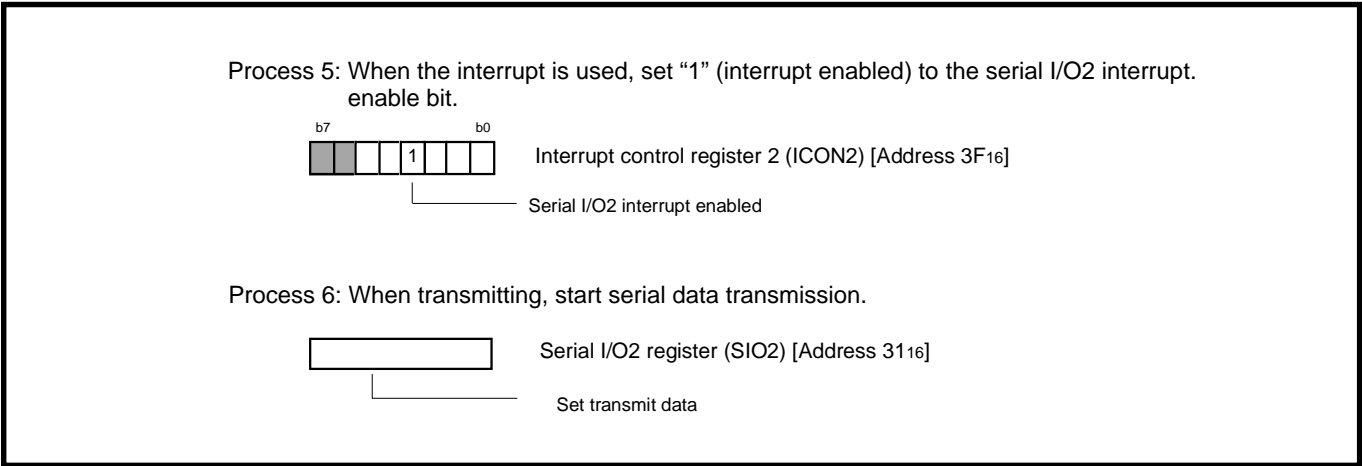 Process 5: When the interrupt is used, set “1” (interrupt enabled) to the serial I/O2 interrupt.
enable bit.
b7 b0
1 Interrupt control register 2 (ICON2) [Address 3F16]
Serial I/O2 interrupt enabled
Process 6: When transmitting, start serial data transmission.
Serial I/O2 register (SIO2) [Address 3116]
Set transmit data